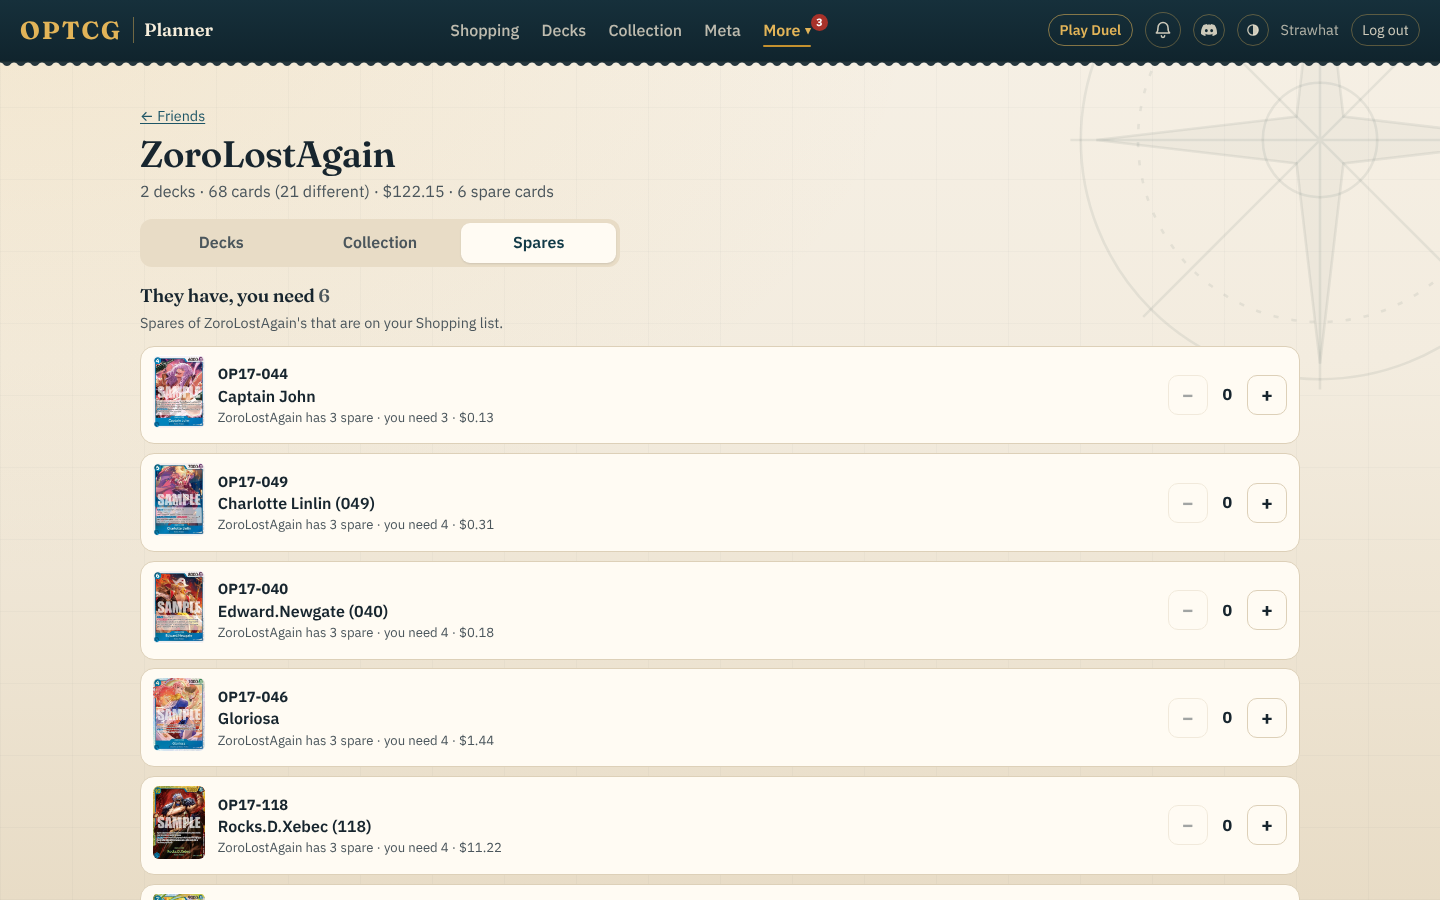 OPTCG Planner
Shopping Decks Collection Meta More ▾ 3
Play Duel Strawhat Log out
← Friends
ZoroLostAgain
2 decks · 68 cards (21 different) · $122.15 · 6 spare cards
Decks Collection Spares
They have, you need 6
Spares of ZoroLostAgain's that are on your Shopping list.
SAMPLE
OP17-044
Captain John
ZoroLostAgain has 3 spare · you need 3 · $0.13
− 0 +
SAMPLE
OP17-049
Charlotte Linlin (049)
ZoroLostAgain has 3 spare · you need 4 · $0.31
− 0 +
SAMPLE
OP17-040
Edward.Newgate (040)
ZoroLostAgain has 3 spare · you need 4 · $0.18
− 0 +
SAMPLE
OP17-046
Gloriosa
ZoroLostAgain has 3 spare · you need 4 · $1.44
− 0 +
SAMPLE
OP17-118
Rocks.D.Xebec (118)
ZoroLostAgain has 3 spare · you need 4 · $11.22
− 0 +